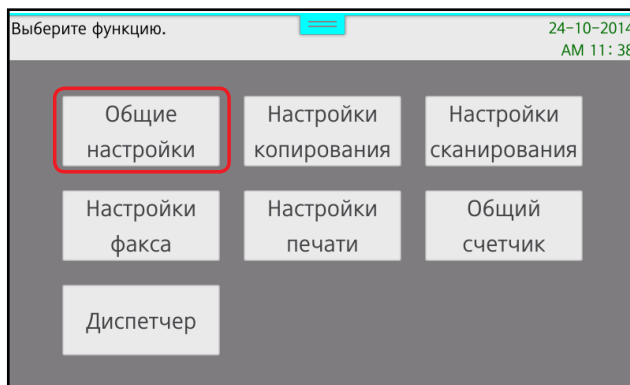 Выберите функцию.
24-10-2014
AM 11:38
Общие
настройки
Настройки
копирования
Настройки
сканирования
Настройки
факса
Настройки
печати
Общий
счетчик
Диспетчер